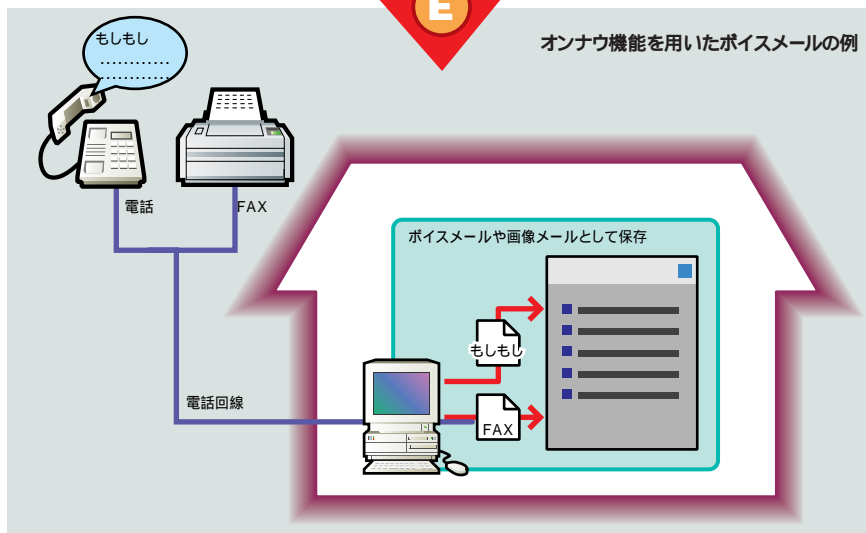 E
オンナウ機能を用いたボイスメールの例
もしもし
…………
…………
電話
FAX
ボイスメールや画像メールとして保存
もしもし
FAX
電話回線